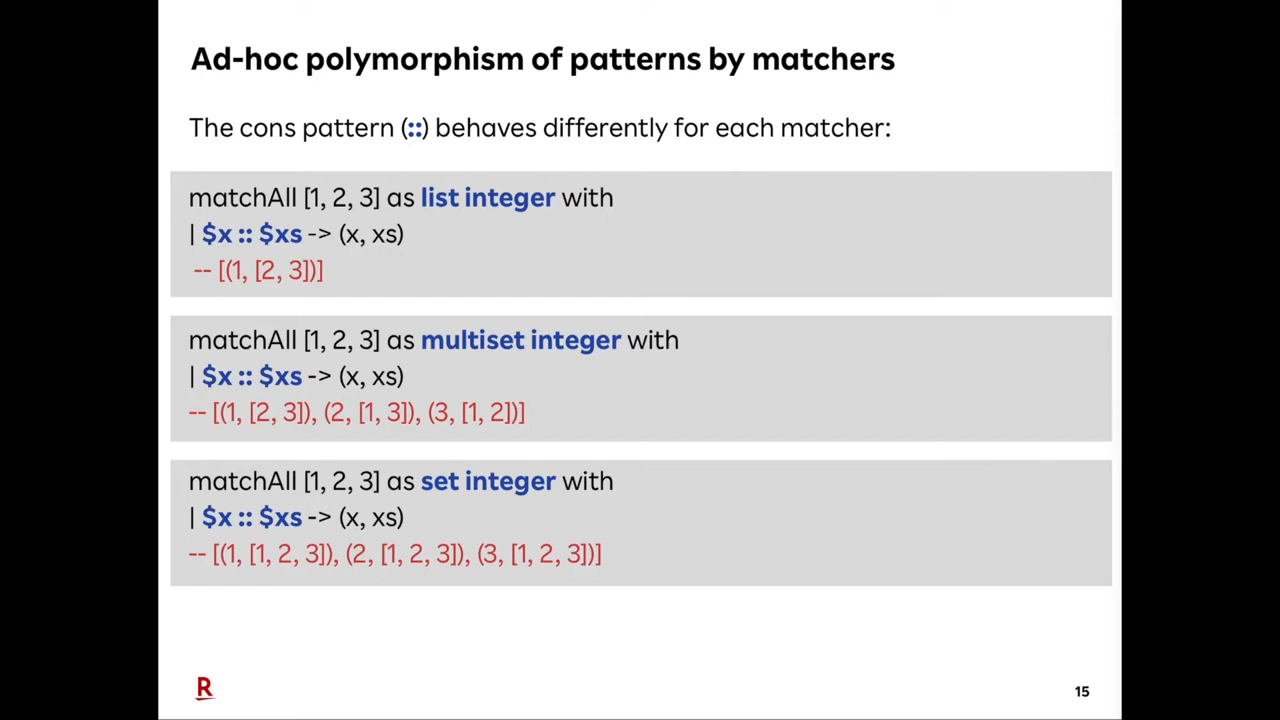 Ad-hoc polymorphism of patterns by matchers
The cons pattern (::) behaves differently for each matcher:
matchAll [1, 2, 3] as list integer with
| $x :: $xs -> (x, xs)
-- [(1, [2, 3])]
matchAll [1, 2, 3] as multiset integer with
| $x :: $xs -> (x, xs)
-- [(1, [2, 3]), (2, [1, 3]), (3, [1, 2])]
matchAll [1, 2, 3] as set integer with
| $x :: $xs -> (x, xs)
-- [(1, [1, 2, 3]), (2, [1, 2, 3]), (3, [1, 2, 3])]
R
15